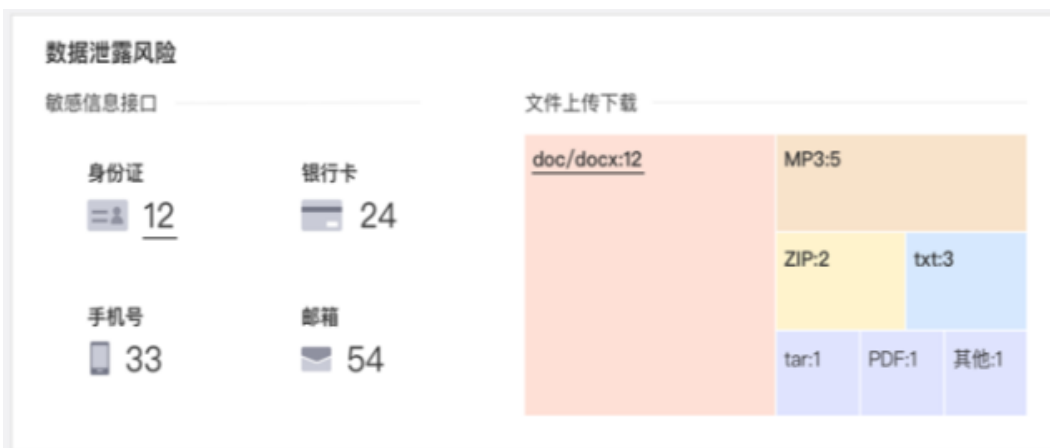 数据泄露风险
敏感信息接口
身份证
12
银行卡
24
手机号
33
邮箱
54
文件上传下载
doc/docx:12
MP3:5
ZIP:2
txt:3
tar:1
PDF:1
其他:1